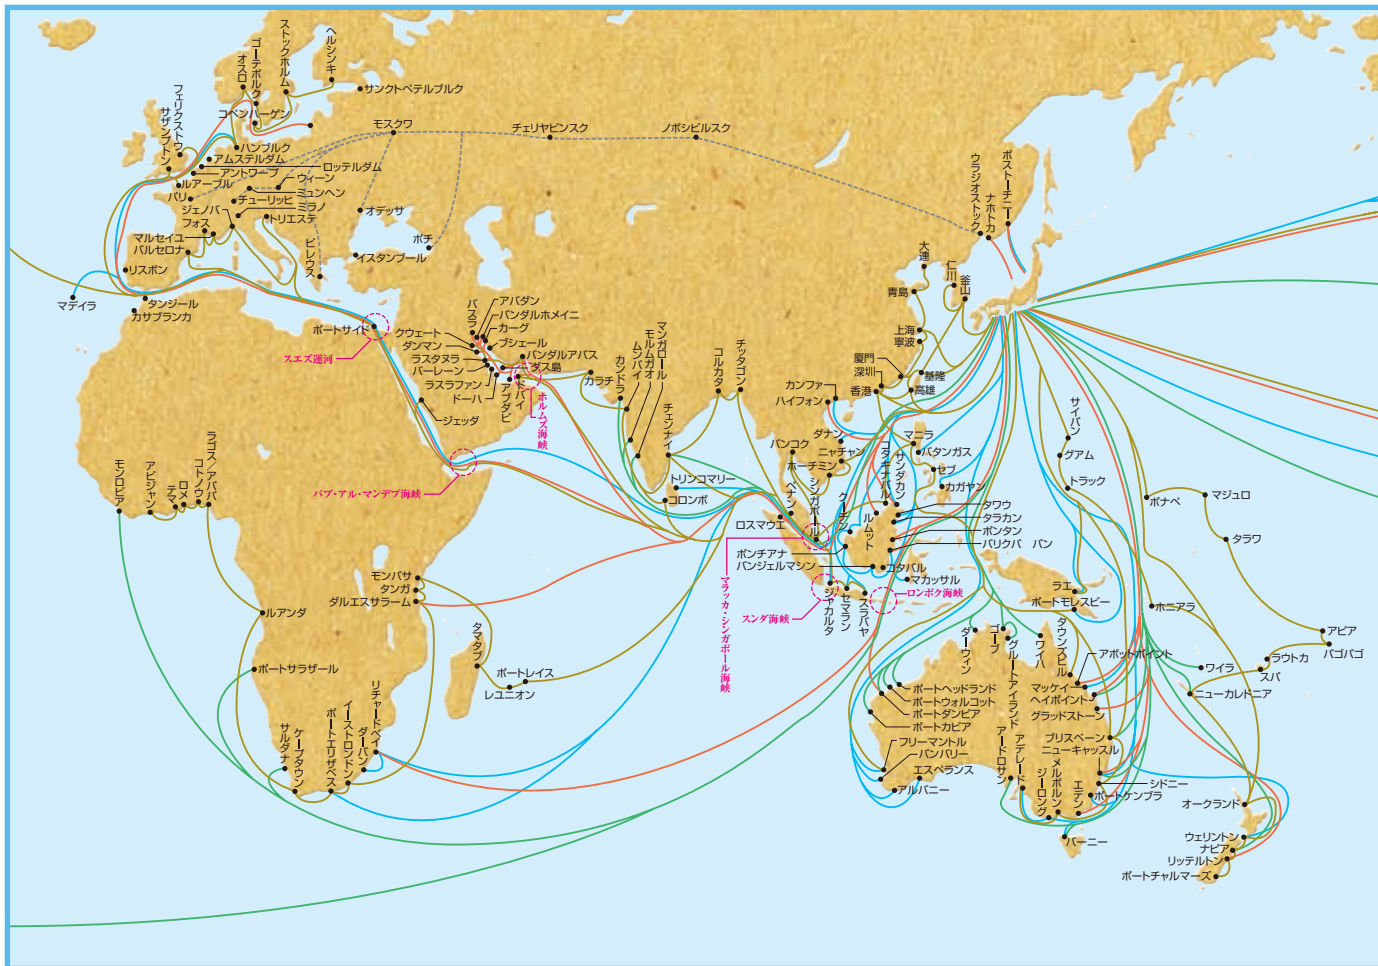 ストックホルム
ヘルシンキ
ゴーテボルク
オスロ
サンクトペテルブルク
フェリクストウ
サザンプトン
コペンハーゲン
モスクワ
チェリヤビンスク
ノボシビルスク
ハンブルク
アムステルダム
ロッテルダム
アントワープ
ルアーブル
ウィーン
パリ
ミュンヘン
チューリッヒ
ミラノ
ジェノバ
トリエステ
フォス
マルセイユ
バルセロナ
オデッサ
ポチ
イスタンブール
ピレウス
リスボン
マデイラ
タンジール
カサブランカ
ポートサイド
スエズ運河
ウラジオストック
ナホトカ
ボストーチニー
大連
仁川
釜山
青島
上海
寧波
厦門
深圳
香港
基隆
高雄
バスラ
アバダン
バンダルホメイニ
カーグ
クウェート
ブシェール
ダンマン
バンダルアバス
ラスタヌラ
ダス島
バーレーン
ラスラファン
ドーハ
アブダビ
ドバイ
ホルムズ海峡
ジェッダ
バブ・アル・マンデブ海峡
カラチ
カンドラ
ムンバイ
モルムガオ
マンガロール
チェンナイ
コルカタ
チッタゴン
トリンコマリー
コロンボ
カンファ
ハイフォン
ダナン
バンコク
ニャチャン
ホーチミン
ペナン
シンガポール
ロスマウエ
クーチン
コタキナバル
サンダカン
ルムット
マニラ
バタンガス
セブ
カガヤン
タワウ
タラカン
ボンタン
バリクパパン
ポンチアナ
バンジェルマシン
コタバル
マカッサル
ジャカルタ
セマラン
スラバヤ
マラッカ・シンガポール海峡
スンダ海峡
ロンボク海峡
サイパン
グアム
トラック
ポナペ
マジュロ
タラワ
ラエ
ポートモレスビー
ホニアラ
アピア
パゴパゴ
ラウトカ
スバ
ワイラ
ニューカレドニア
モンロビア
アビジャン
テマ
ロメ
コトノウ
ラゴス/アパパ
ルアンダ
ポートサラザール
サルダナ
ケープタウン
ポートエリザベス
イーストロンドン
ダーバン
リチャードベイ
モンバサ
タンガ
ダルエスサラーム
タマタブ
ポートレイス
レユニオン
ダーウィン
ゴーブ
グルートアイランド
ワイパ
タウンズビル
アボットポイント
マッケイ
ヘイポイント
グラッドストーン
ブリスベーン
ニューキャッスル
シドニー
ポートケンブラ
エデン
メルボルン
ジーロング
アデレード
アードロサン
バーニー
ポートヘッドランド
ポートウォルコット
ポートダンピア
ポートカビア
フリーマントル
バンバリー
エスペランス
アルバニー
オークランド
ウェリントン
ナピア
リッテルトン
ポートチャルマーズ